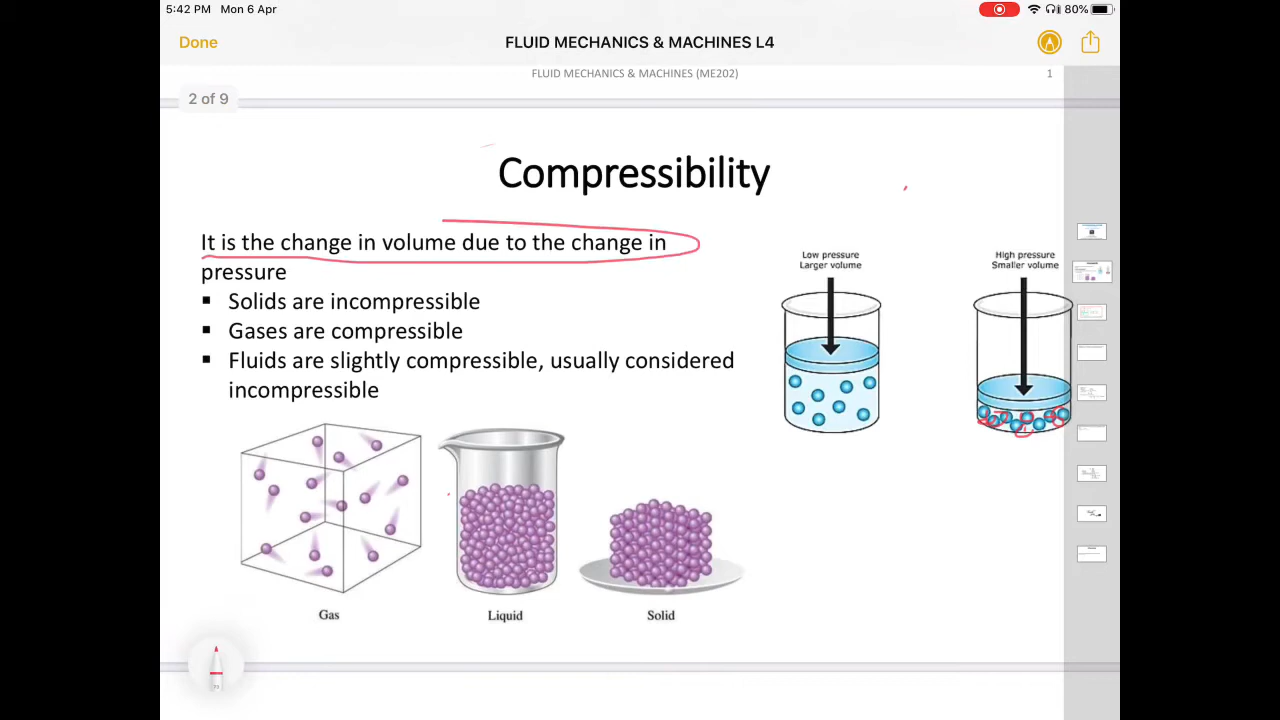 5:42 PM Mon 6 Apr
80%
Done
FLUID MECHANICS & MACHINES L4
FLUID MECHANICS & MACHINES (ME202)
1
2 of 9
Compressibility
It is the change in volume due to the change in
pressure
▪ Solids are incompressible
▪ Gases are compressible
▪ Fluids are slightly compressible, usually considered
incompressible
Low pressure
Larger volume
High pressure
Smaller volume
Gas
Liquid
Solid